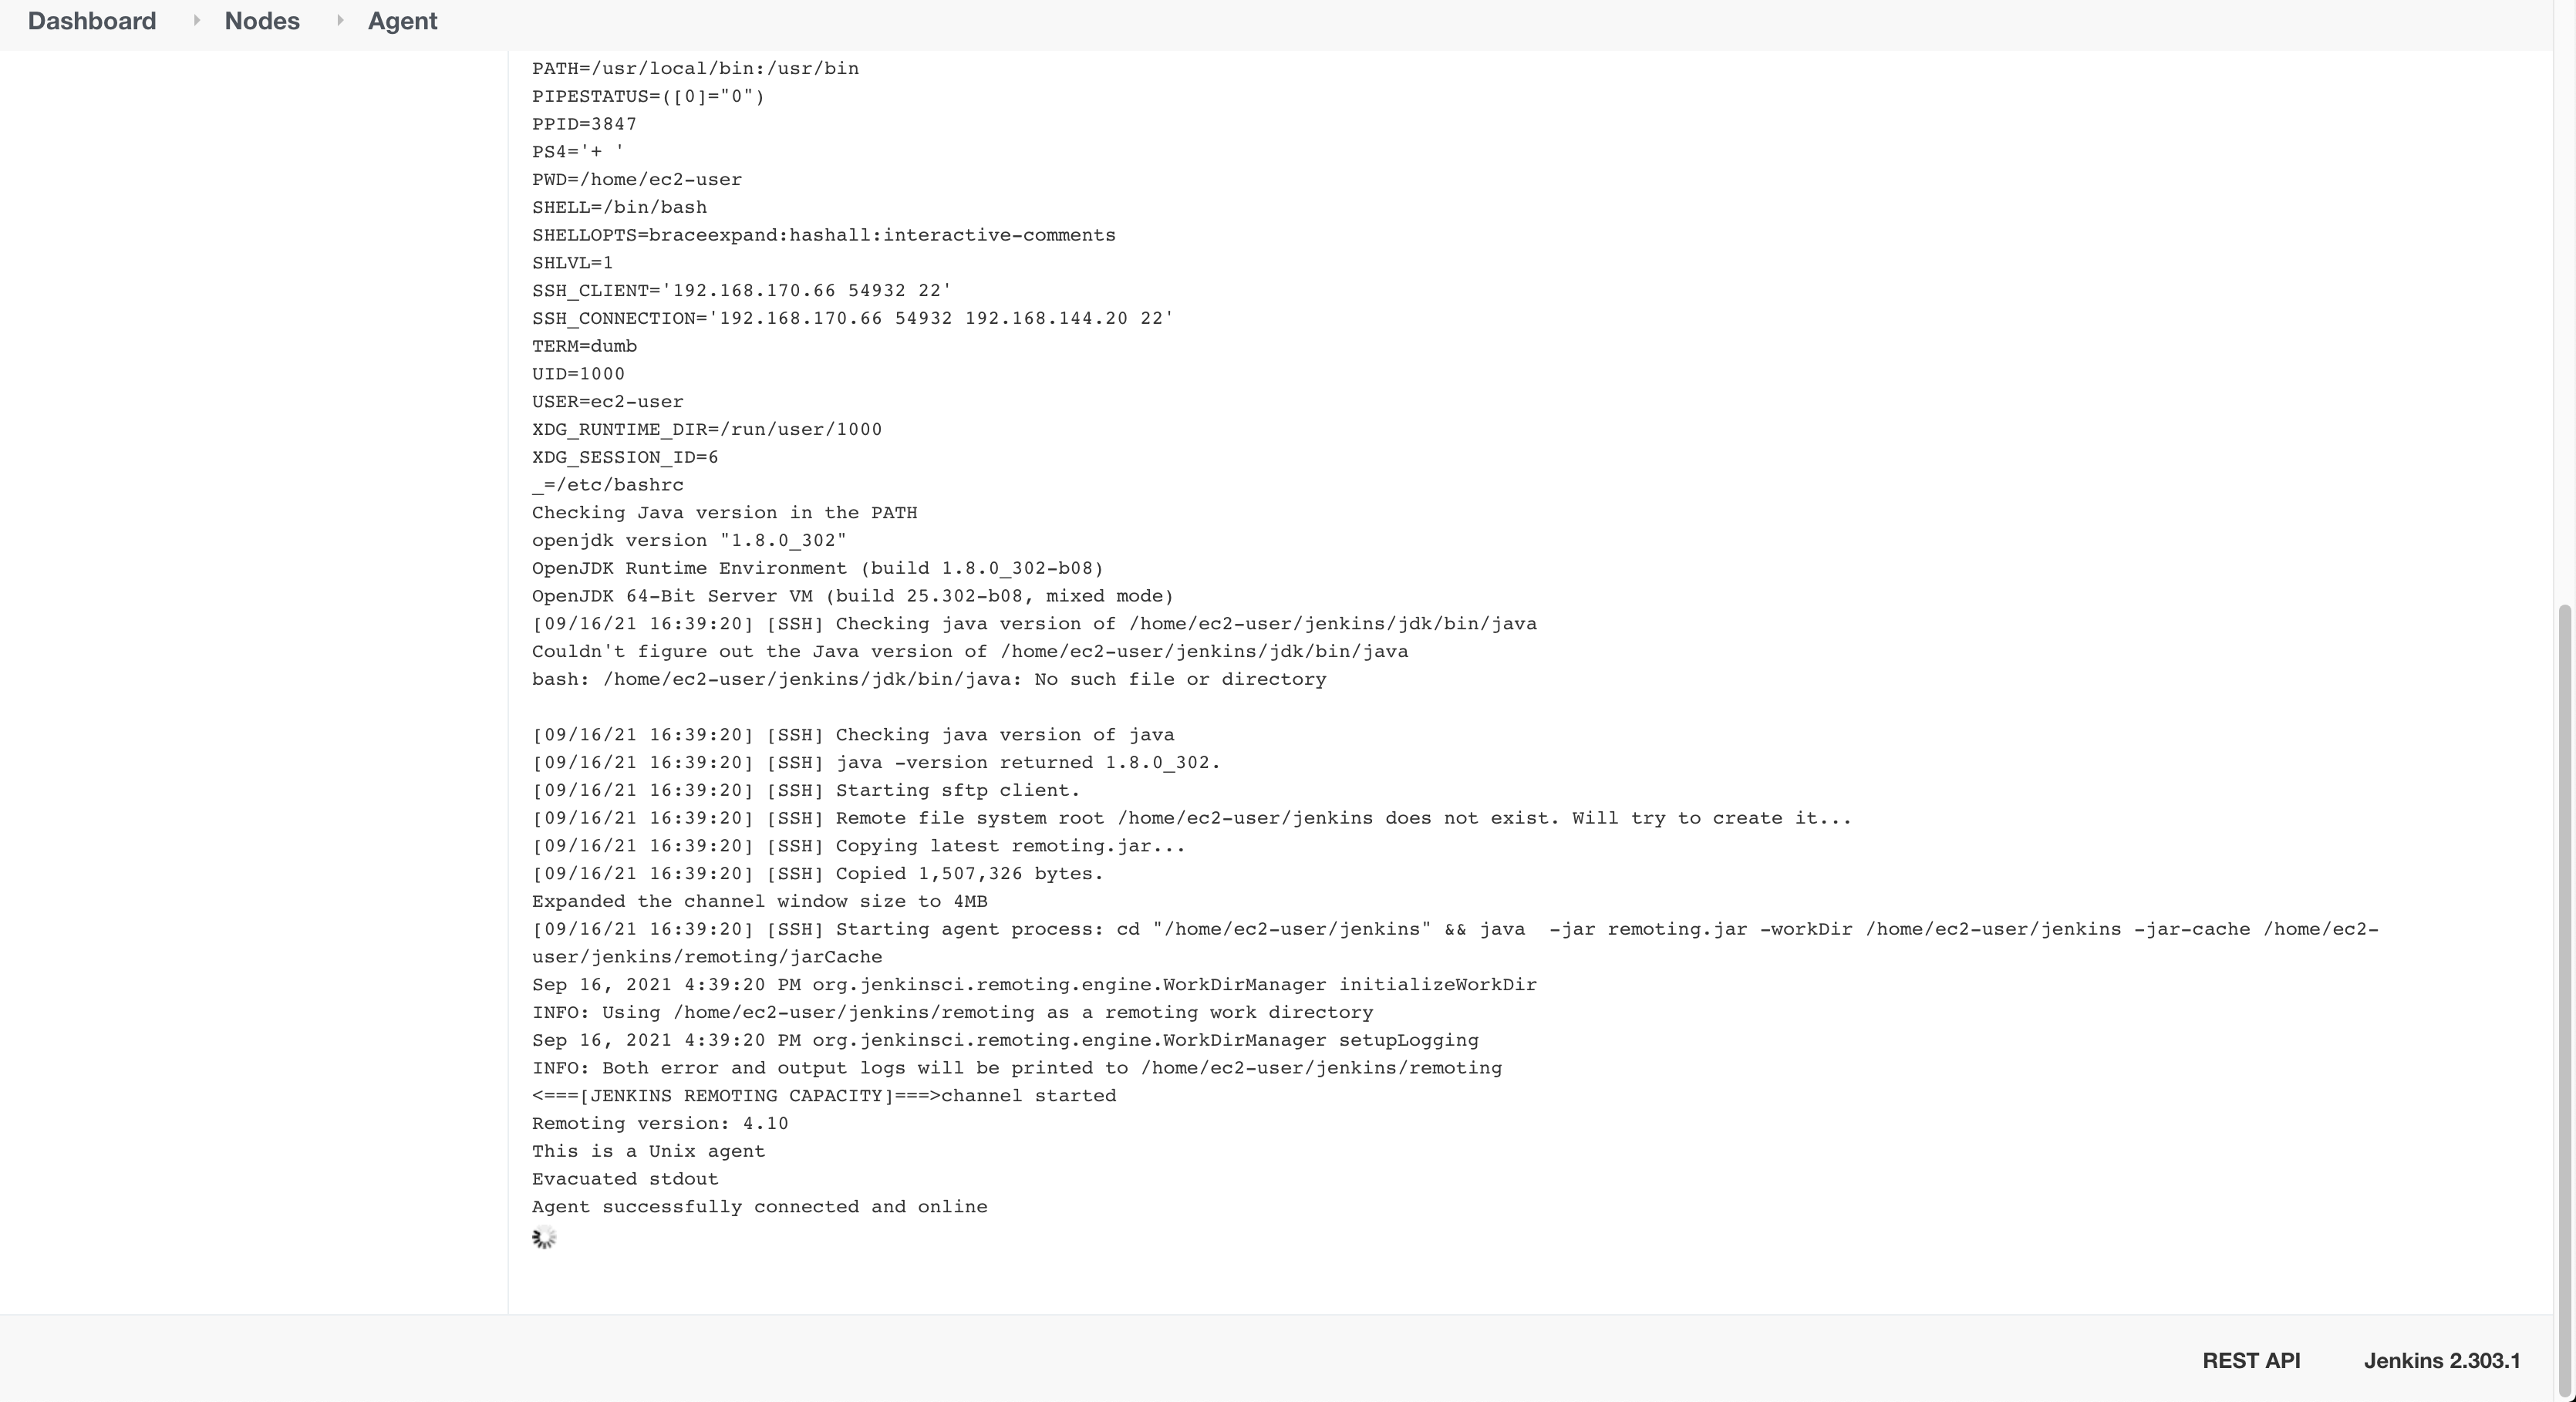 Dashboard Nodes Agent
PATH=/usr/local/bin:/usr/bin
PIPESTATUS=([0]="0")
PPID=3847
PS4='+ '
PWD=/home/ec2-user
SHELL=/bin/bash
SHELLOPTS=braceexpand:hashall:interactive-comments
SHLVL=1
SSH_CLIENT='192.168.170.66 54932 22'
SSH_CONNECTION='192.168.170.66 54932 192.168.144.20 22'
TERM=dumb
UID=1000
USER=ec2-user
XDG_RUNTIME_DIR=/run/user/1000
XDG_SESSION_ID=6
_=/etc/bashrc
Checking Java version in the PATH
openjdk version "1.8.0_302"
OpenJDK Runtime Environment (build 1.8.0_302-b08)
OpenJDK 64-Bit Server VM (build 25.302-b08, mixed mode)
[09/16/21 16:39:20] [SSH] Checking java version of /home/ec2-user/jenkins/jdk/bin/java
Couldn't figure out the Java version of /home/ec2-user/jenkins/jdk/bin/java
bash: /home/ec2-user/jenkins/jdk/bin/java: No such file or directory
[09/16/21 16:39:20] [SSH] Checking java version of java
[09/16/21 16:39:20] [SSH] java -version returned 1.8.0_302.
[09/16/21 16:39:20] [SSH] Starting sftp client.
[09/16/21 16:39:20] [SSH] Remote file system root /home/ec2-user/jenkins does not exist. Will try to create it...
[09/16/21 16:39:20] [SSH] Copying latest remoting.jar...
[09/16/21 16:39:20] [SSH] Copied 1,507,326 bytes.
Expanded the channel window size to 4MB
[09/16/21 16:39:20] [SSH] Starting agent process: cd "/home/ec2-user/jenkins" && java  -jar remoting.jar -workDir /home/ec2-user/jenkins -jar-cache /home/ec2-
user/jenkins/remoting/jarCache
Sep 16, 2021 4:39:20 PM org.jenkinsci.remoting.engine.WorkDirManager initializeWorkDir
INFO: Using /home/ec2-user/jenkins/remoting as a remoting work directory
Sep 16, 2021 4:39:20 PM org.jenkinsci.remoting.engine.WorkDirManager setupLogging
INFO: Both error and output logs will be printed to /home/ec2-user/jenkins/remoting
<===[JENKINS REMOTING CAPACITY]===>channel started
Remoting version: 4.10
This is a Unix agent
Evacuated stdout
Agent successfully connected and online
REST API Jenkins 2.303.1